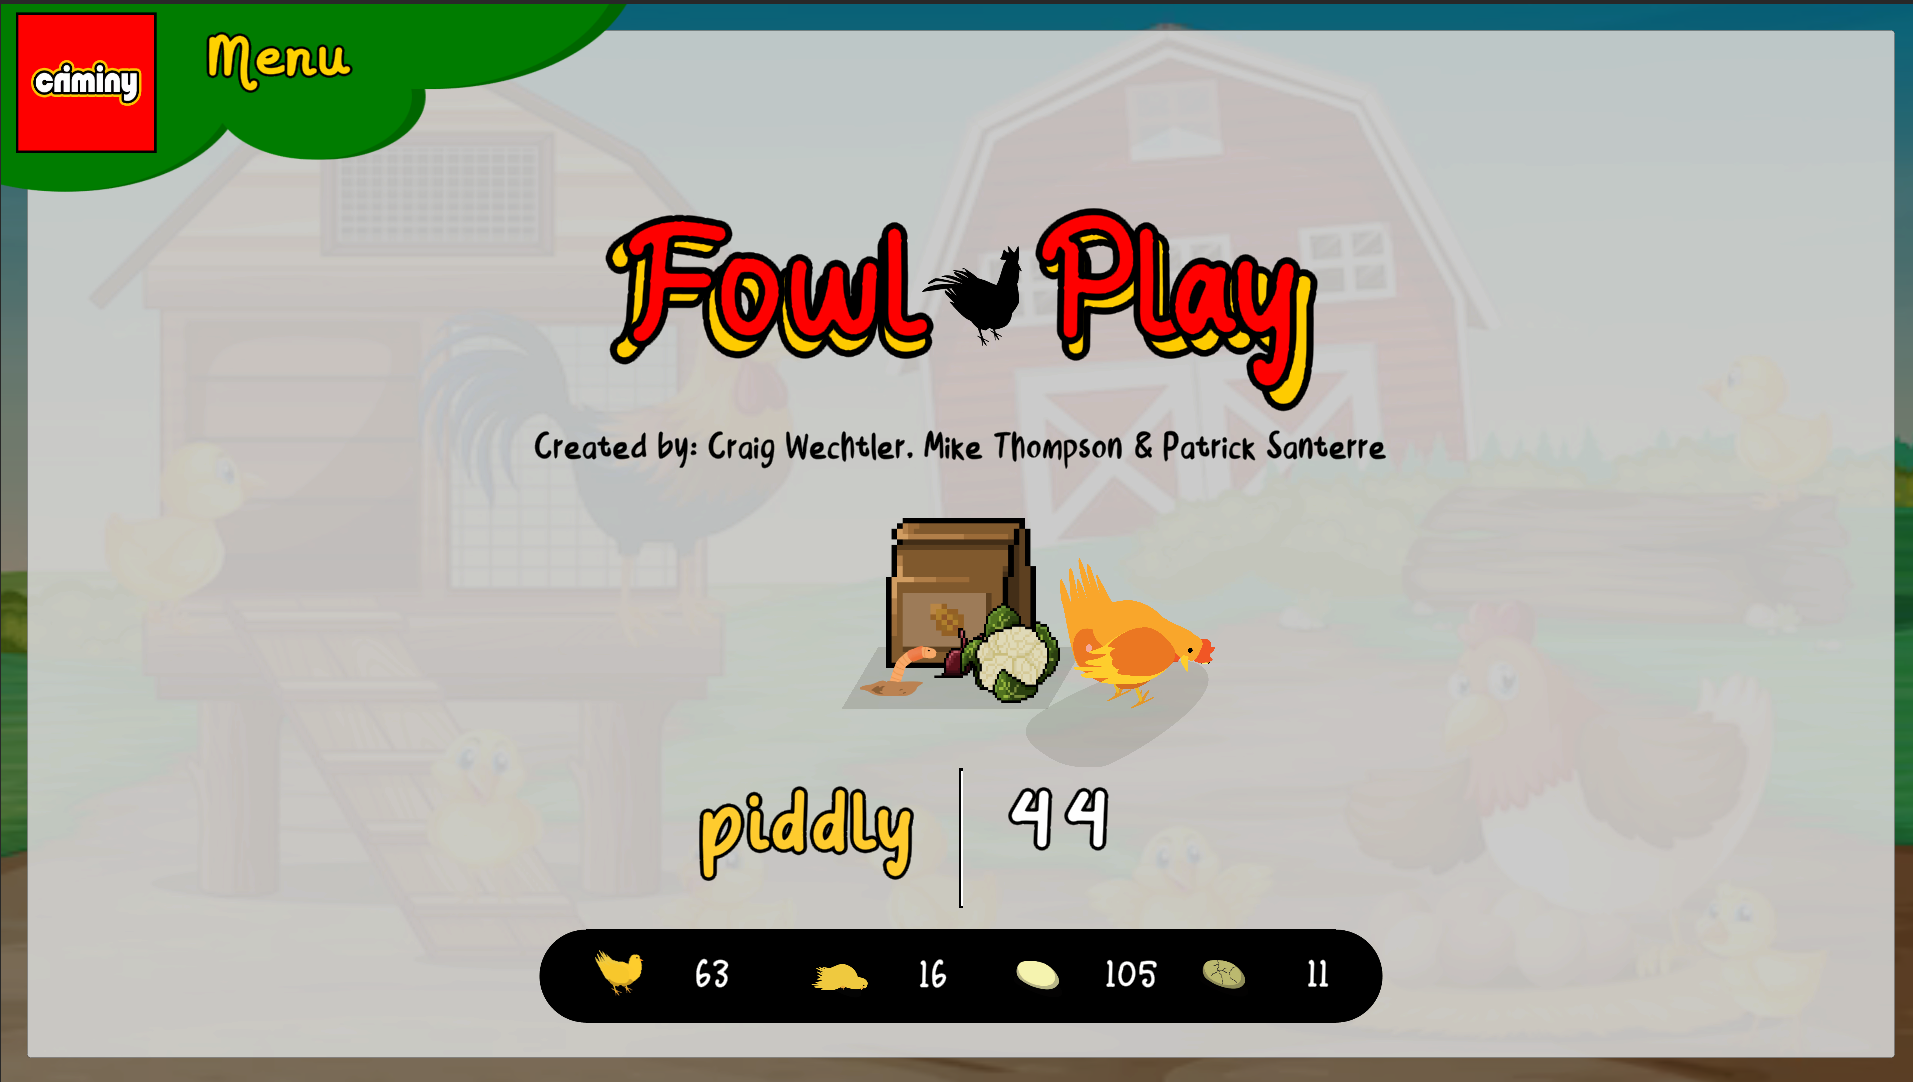 criminy
Menu
Fowl Play
Created by: Craig Wechtler, Mike Thompson & Patrick Santerre
piddly
44
63 16 105 11